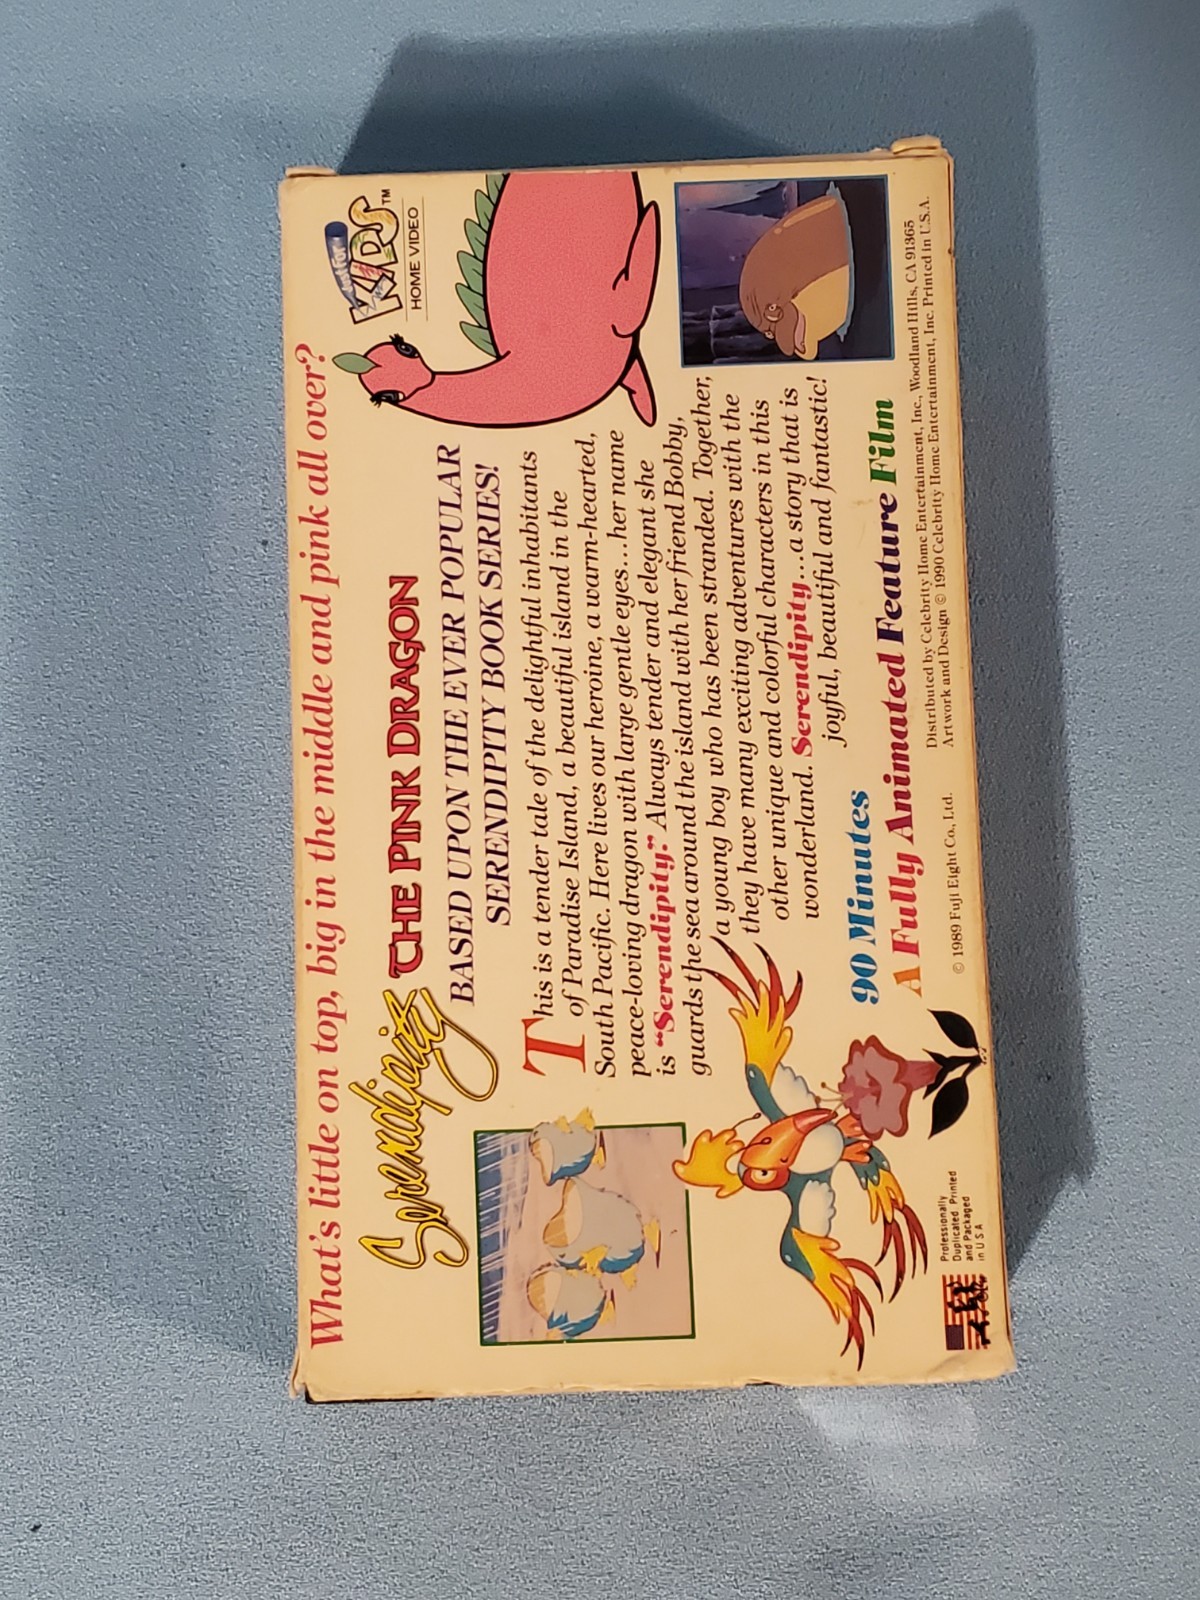 What's little on top, big in the middle and pink all over?
Just For
KIDS™
HOME VIDEO
Serendipity THE PINK DRAGON
BASED UPON THE EVER POPULAR
SERENDIPITY BOOK SERIES!
This is a tender tale of the delightful inhabitants
of Paradise Island, a beautiful island in the
South Pacific. Here lives our heroine, a warm-hearted,
peace-loving dragon with large gentle eyes...her name
is “Serendipity.” Always tender and elegant she
guards the sea around the island with her friend Bobby,
a young boy who has been stranded. Together,
they have many exciting adventures with the
other unique and colorful characters in this
wonderland. Serendipity...a story that is
joyful, beautiful and fantastic!
90 Minutes
A Fully Animated Feature Film
© 1989 Fuji Eight Co., Ltd.
Distributed by Celebrity Home Entertainment, Inc., Woodland Hills, CA 91365
Artwork and Design © 1990 Celebrity Home Entertainment, Inc. Printed in U.S.A.
Professionally
Duplicated Printed
and Packaged
in USA